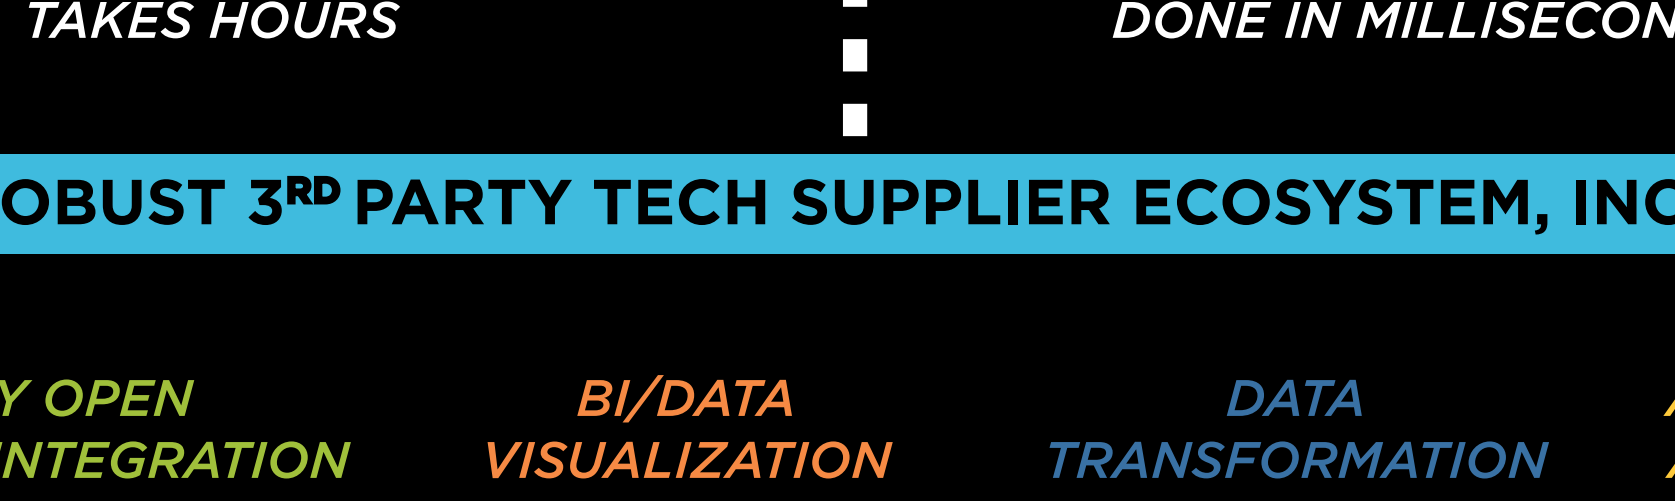 TAKES HOURS
DONE IN MILLISECON
OBUST 3RD PARTY TECH SUPPLIER ECOSYSTEM, INC
Y OPEN
NTEGRATION
BI/DATA
VISUALIZATION
DATA
TRANSFORMATION